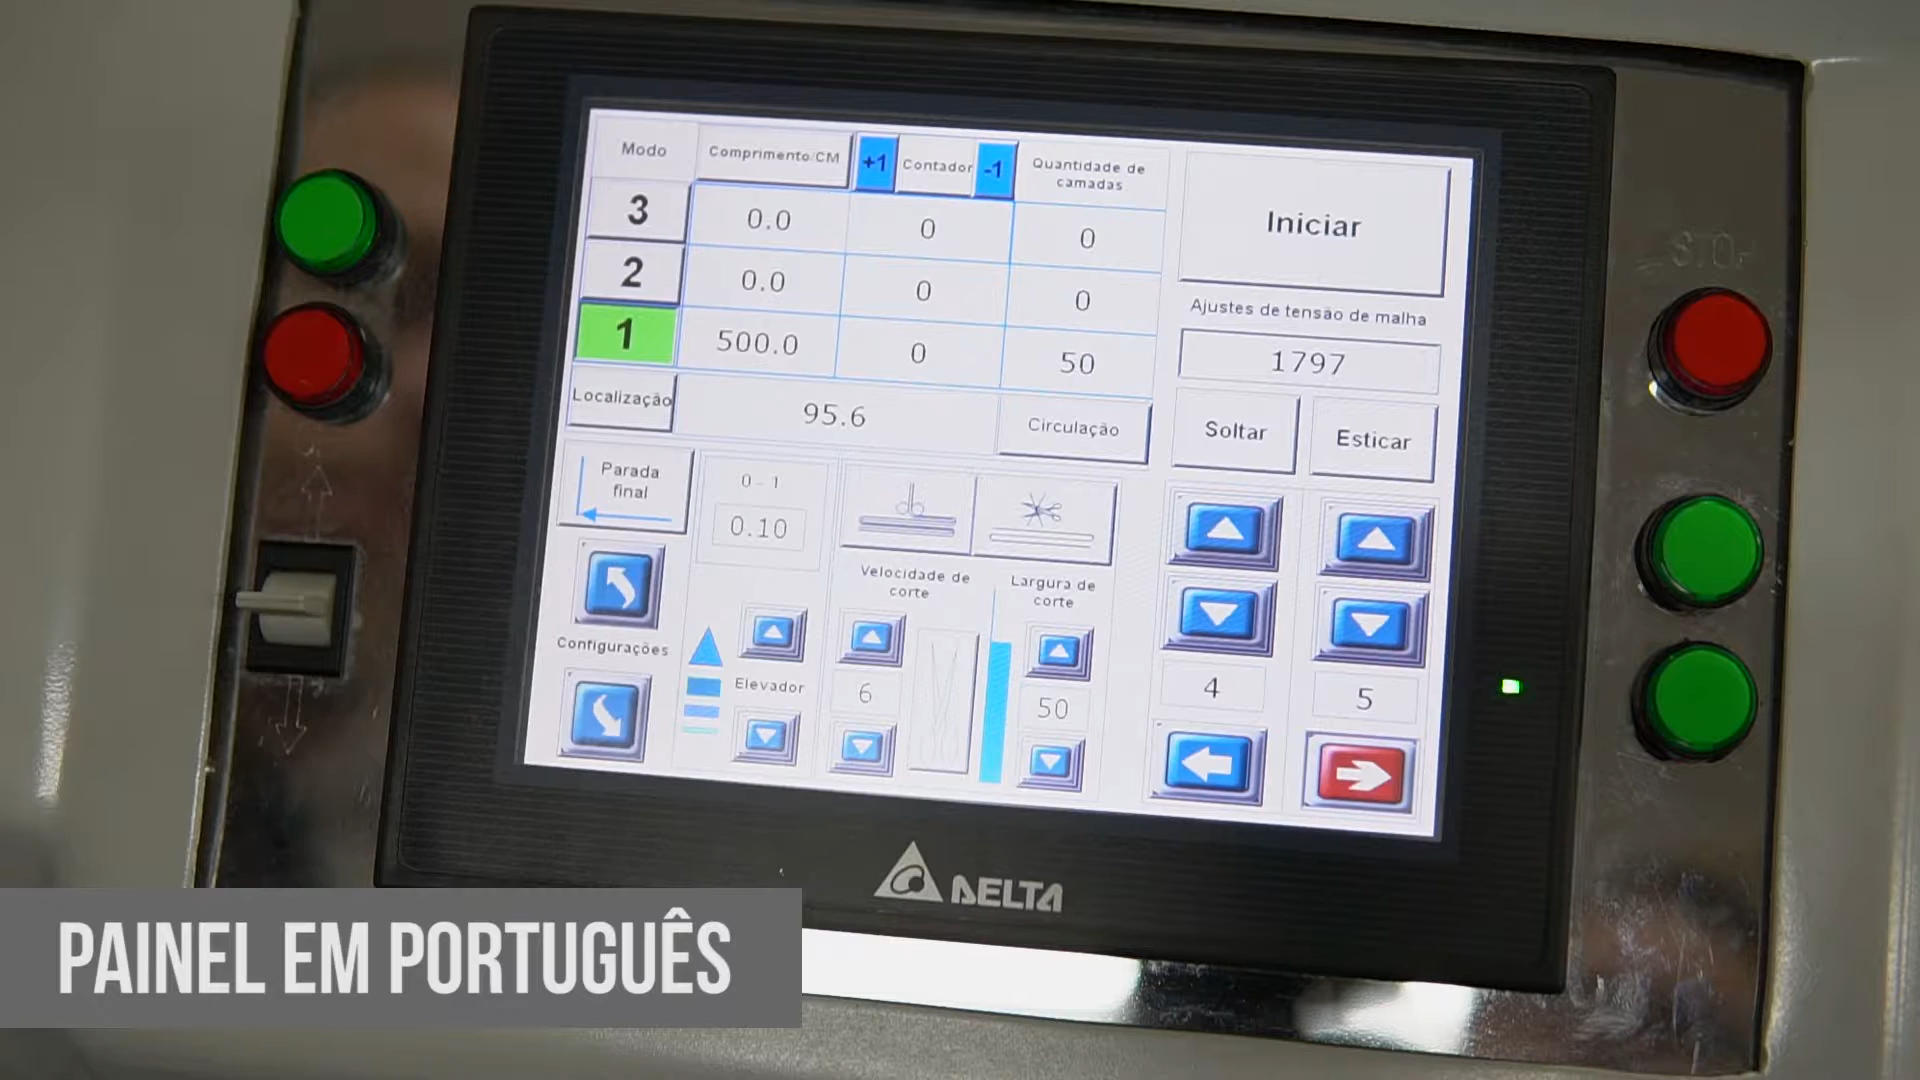 Modo
Comprimento/CM
+1
Contador
-1
Quantidade de
camadas
3
0.0
0
0
2
0.0
0
0
1
500.0
0
50
Localização
95.6
Circulação
Iniciar
Ajustes de tensão de malha
1797
Soltar
Esticar
Parada
final
0-1
0.10
Velocidade de
corte
Largura de
corte
Configurações
Elevador
6
50
4
5
STOP
DELTA
PAINEL EM PORTUGUÊS